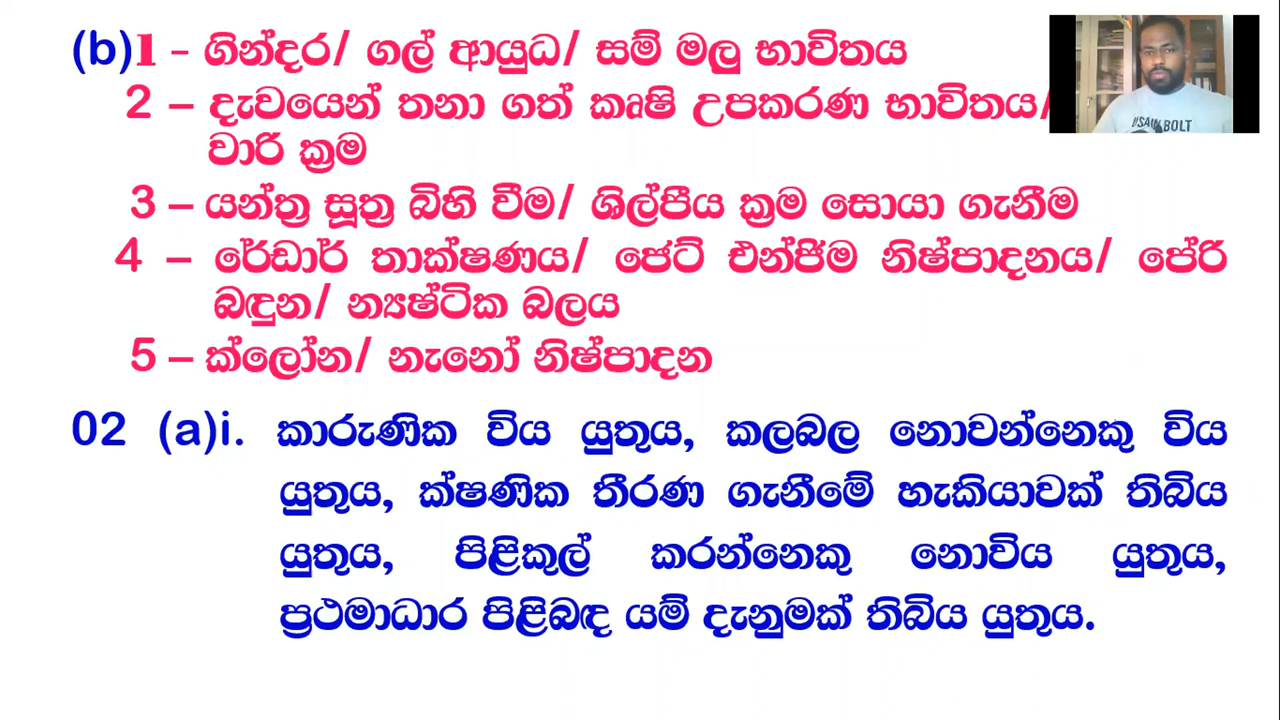 (b)1 - ගින්දර/ ගල් ආයුධ/ සම් මලු භාවිතය
2 – දැවයෙන් තනා ගත් කෘෂි උපකරණ භාවිතය/
වාරි ක්‍රම
3 – යන්ත්‍ර සූත්‍ර බිහි වීම/ ශිල්පීය ක්‍රම සොයා ගැනීම
4 – රේඩාර් තාක්ෂණය/ ජෙට් එන්ජිම නිෂ්පාදනය/ පේරි
බඳුන/ න්‍යෂ්ටික බලය
5 – ක්ලෝන/ නැනෝ නිෂ්පාදන
02 (a)i. කාරුණික විය යුතුය, කලබල නොවන්නෙකු විය
යුතුය, ක්ෂණික තීරණ ගැනීමේ හැකියාවක් තිබිය
යුතුය, පිළිකුල් කරන්නෙකු නොවිය යුතුය,
ප්‍රථමාධාර පිළිබඳ යම් දැනුමක් තිබිය යුතුය.
BOLT